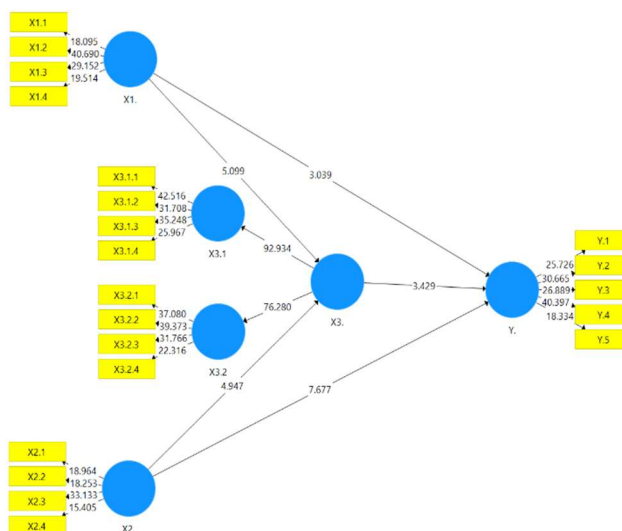 X1.1
X1.2
X1.3
X1.4
18.095
40.690
29.152
19.514
X1.
5.099
3.039
X3.1.1
X3.1.2
X3.1.3
X3.1.4
42.516
31.708
35.248
25.967
X3.1
92.934
X3.2.1
X3.2.2
X3.2.3
X3.2.4
37.080
39.373
31.766
22.316
X3.2
76.280
X3.
3.429
4.947
7.677
Y.
25.726
30.665
26.889
40.397
18.334
Y.1
Y.2
Y.3
Y.4
Y.5
X2.1
X2.2
X2.3
X2.4
18.964
18.253
33.133
15.405
X2